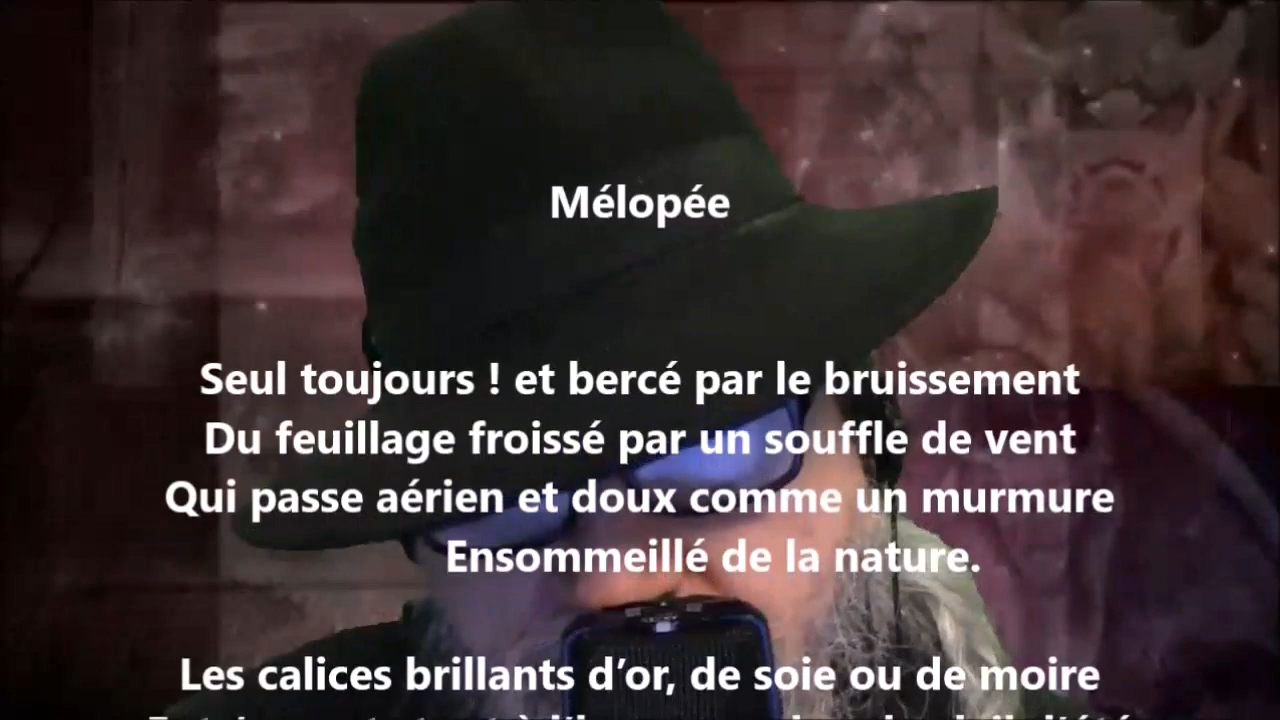 Mélopée
Seul toujours ! et bercé par le bruissement
Du feuillage froissé par un souffle de vent
Qui passe aérien et doux comme un murmure
Ensommeillé de la nature.
Les calices brillants d’or, de soie ou de moire